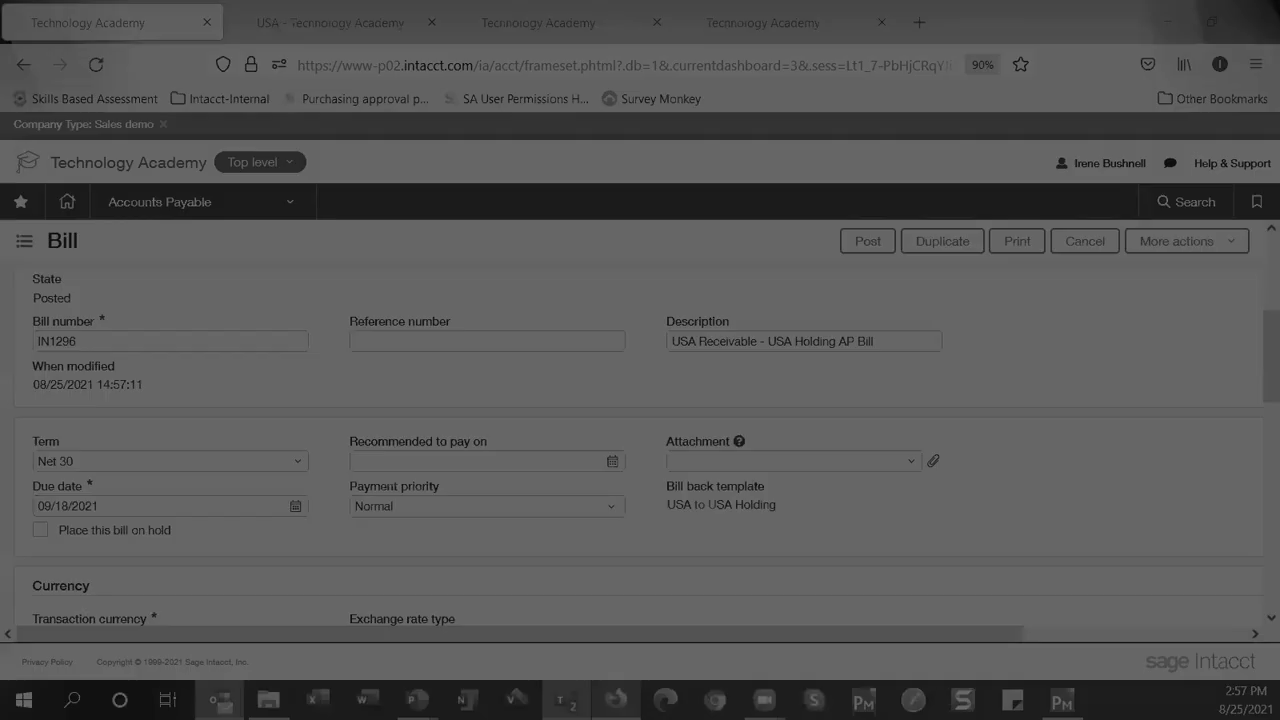 Technology Academy
USA - Technology Academy
Technology Academy
Technology Academy
https://www-p02.intacct.com/ia/acct/frameset.phtml?.db=1&.currentdashboard=3&.sess=Lt1_7-PbHjCRqYJ
90%
Skills Based Assessment
Intacct-Internal
Purchasing approval p...
SA User Permissions H...
Survey Monkey
Other Bookmarks
Company Type: Sales demo
Technology Academy
Top level
Irene Bushnell
Help & Support
Accounts Payable
Search
Bill
Post
Duplicate
Print
Cancel
More actions
State
Posted
Bill number *
Reference number
Description
IN1296
USA Receivable - USA Holding AP Bill
When modified
08/25/2021 14:57:11
Term
Recommended to pay on
Attachment
Net 30
Due date *
Payment priority
Bill back template
09/18/2021
Normal
USA to USA Holding
Place this bill on hold
Currency
Transaction currency *
Exchange rate type
Privacy Policy
Copyright © 1999-2021 Sage Intacct, Inc.
sage Intacct
2:57 PM
8/25/2021